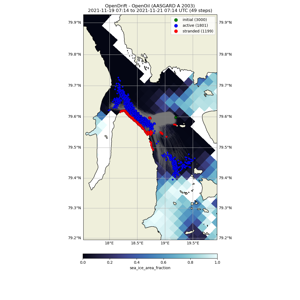 OpenDrift - OpenOil (AASGARD A 2003)
2021-11-19 07:14 to 2021-11-21 07:14 UTC (49 steps)
initial (3000)
active (1801)
stranded (1199)
79.9°N
79.9°N
79.8°N
79.8°N
79.7°N
79.7°N
79.6°N
79.6°N
79.5°N
79.5°N
79.4°N
79.4°N
79.3°N
79.3°N
79.2°N
79.2°N
18°E
18.5°E
19°E
19.5°E
0.0
0.2
0.4
0.6
0.8
1.0
sea_ice_area_fraction